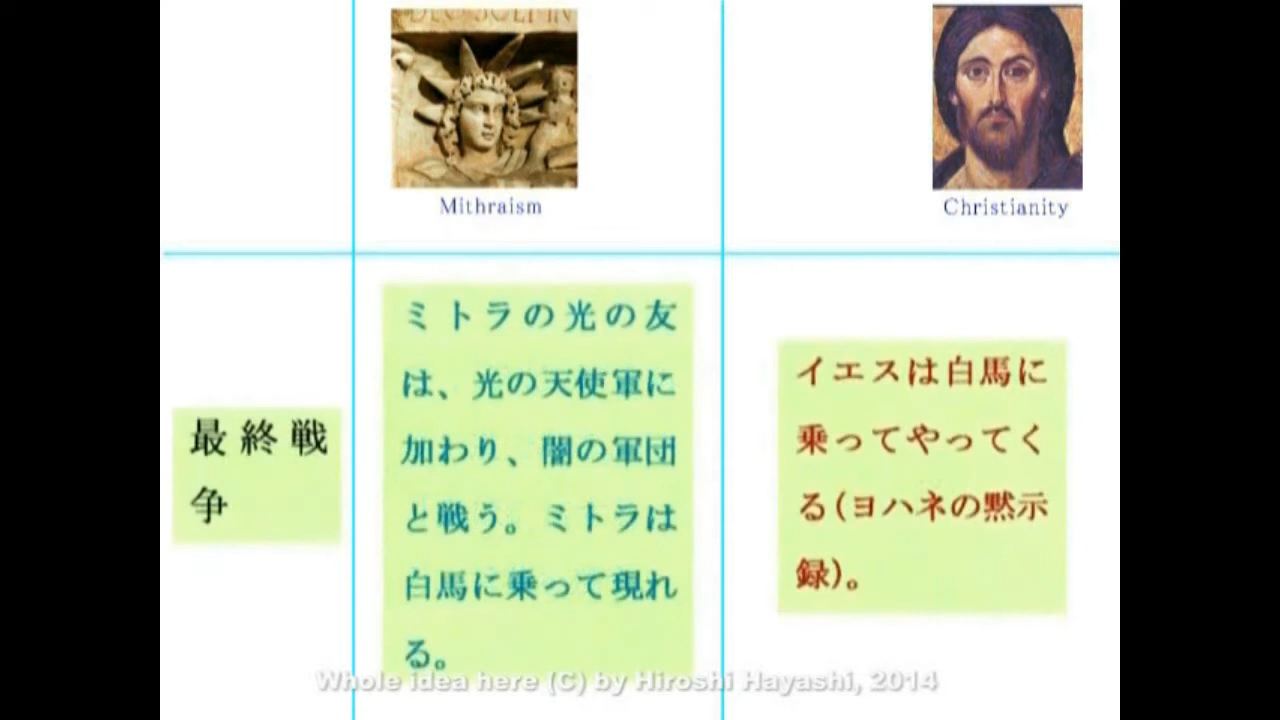 DEO SOLI IN
Mithraism
Christianity
最終戦
争
ミトラの光の友
は、光の天使軍に
加わり、闇の軍団
と戦う。ミトラは
白馬に乗って現れ
る。
イエスは白馬に
乗ってやってく
る(ヨハネの黙示
録)。
Whole idea here (C) by Hiroshi Hayashi, 2014